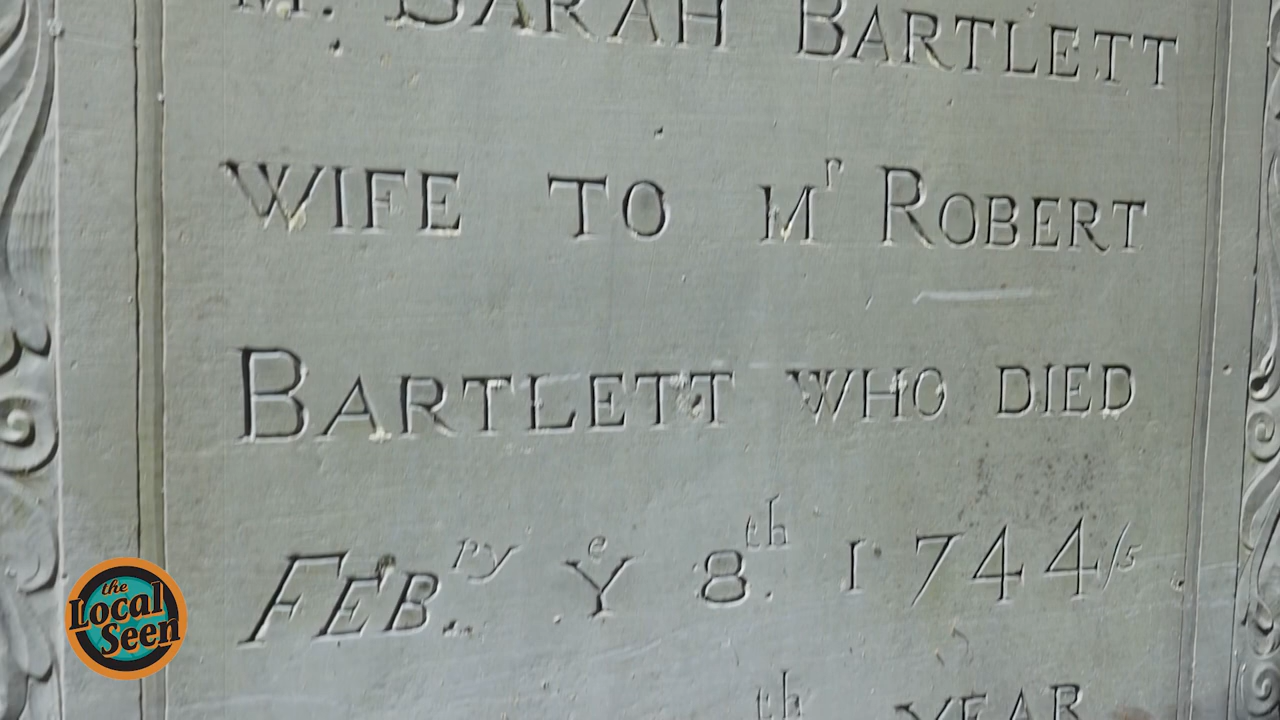 M. SARAH BARTLETT
WIFE TO Mr ROBERT
BARTLETT WHO DIED
FEB.ry Ye 8th. 1744/5
th YEAR
the
Local
Seen